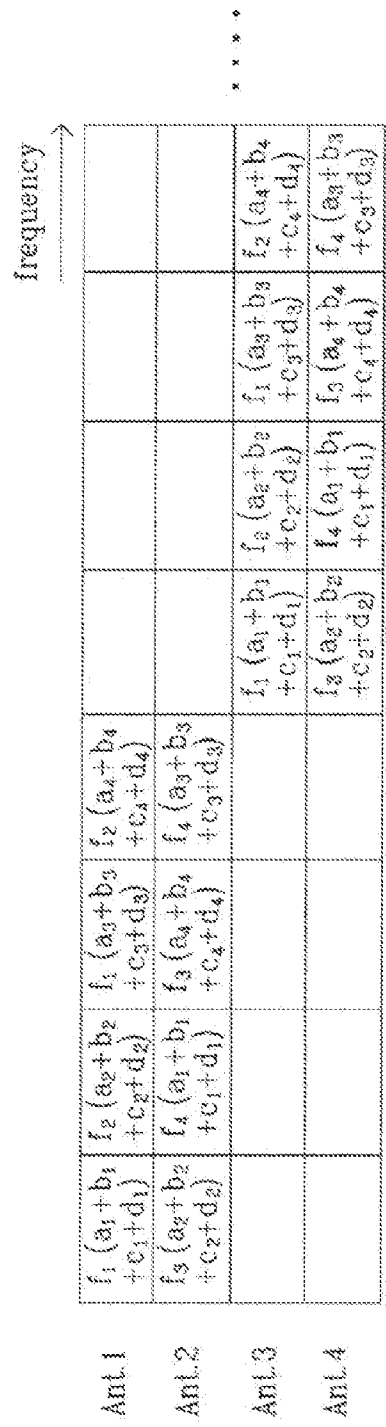 frequency
Ant.1
f₁(a₁+b₁
+c₁+d₁)
f₂(a₂+b₂
+c₂+d₂)
f₁(a₃+b₃
+c₃+d₃)
f₂(a₄+b₄
+c₄+d₄)
Ant.2
f₃(a₂+b₂
+c₂+d₂)
f₄(a₁+b₁
+c₁+d₁)
f₃(a₄+b₄
+c₄+d₄)
f₄(a₃+b₃
+c₃+d₃)
Ant.3
f₁(a₁+b₁
+c₁+d₁)
f₂(a₂+b₂
+c₂+d₂)
f₁(a₃+b₃
+c₃+d₃)
f₂(a₄+b₄
+c₄+d₄)
Ant.4
f₃(a₂+b₂
+c₂+d₂)
f₄(a₁+b₁
+c₁+d₁)
f₃(a₄+b₄
+c₄+d₄)
f₄(a₃+b₃
+c₃+d₃)